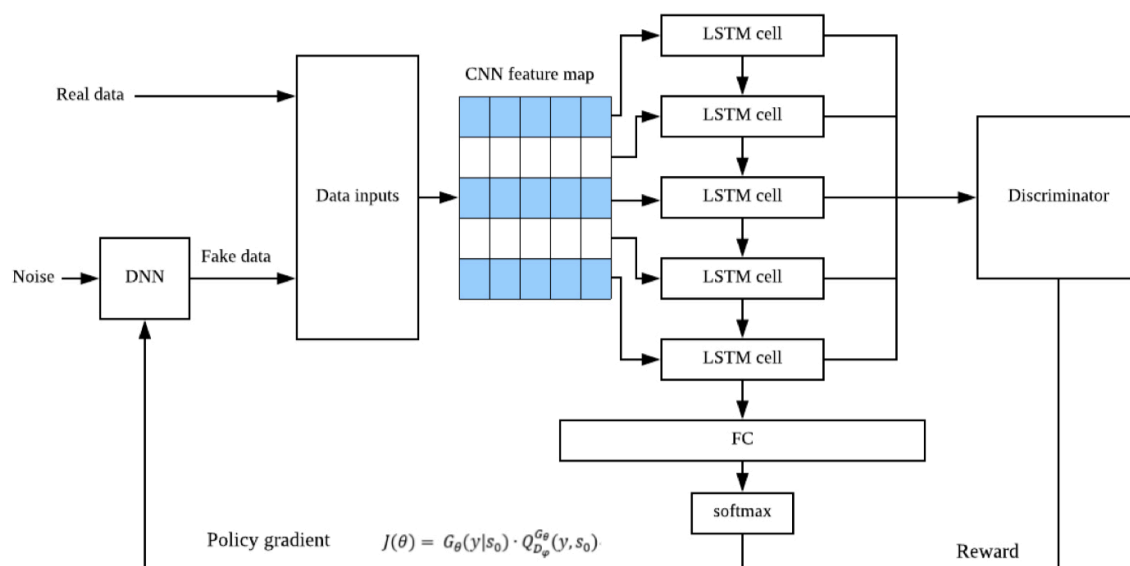 LSTM cell
CNN feature map
Real data
LSTM cell
Data inputs
LSTM cell
Discriminator
Fake data
Noise
DNN
LSTM cell
LSTM cell
FC
softmax
Policy gradient
J(θ) = G_θ(y|s_0) · Q_{D_φ}^{G_θ}(y, s_0)
Reward